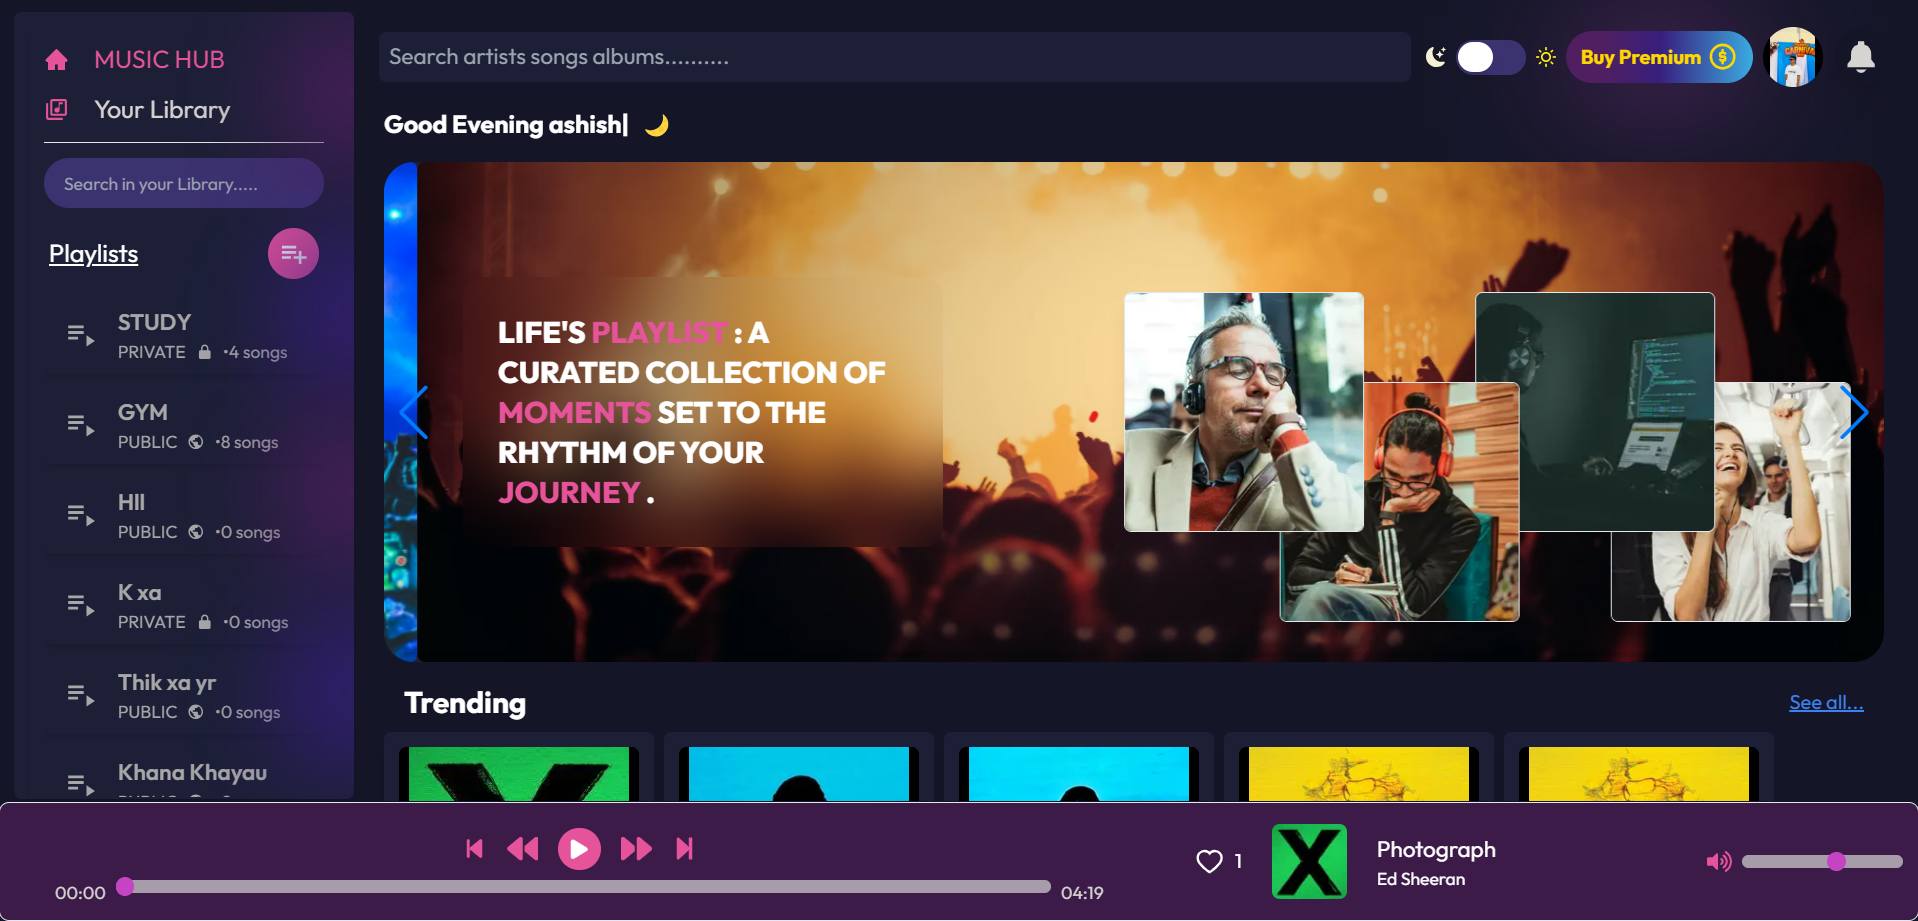 MUSIC HUB
Your Library
Search in your Library.....
Playlists
STUDY
PRIVATE •4 songs
GYM
PUBLIC •8 songs
HII
PUBLIC •0 songs
K xa
PRIVATE •0 songs
Thik xa yr
PUBLIC •0 songs
Khana Khayau
Search artists songs albums..........
Buy Premium
Good Evening ashish|
LIFE'S PLAYLIST : A
CURATED COLLECTION OF
MOMENTS SET TO THE
RHYTHM OF YOUR
JOURNEY .
Trending
See all...
00:00
04:19
1
Photograph
Ed Sheeran